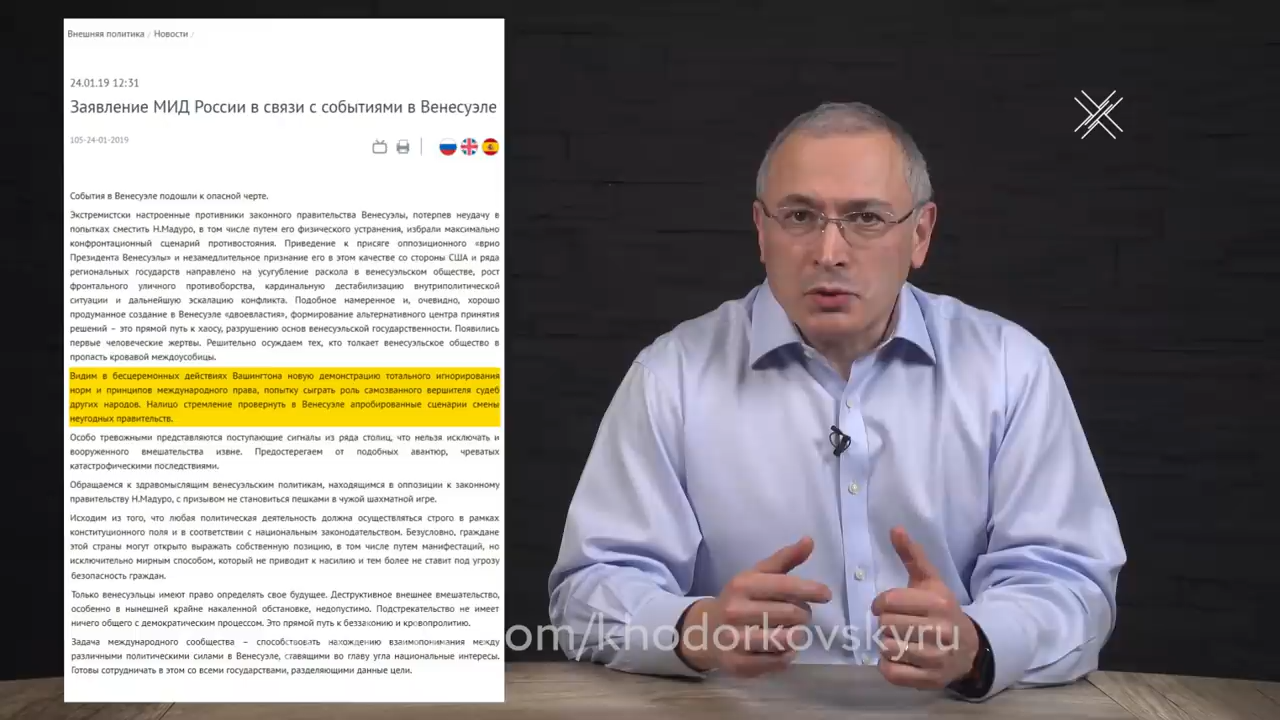 Внешняя политика / Новости /
24.01.19 12:31
Заявление МИД России в связи с событиями в Венесуэле
105-24-01-2019
События в Венесуэле подошли к опасной черте.
Экстремистски настроенные противники законного правительства Венесуэлы, потерпев неудачу в
попытках сместить Н.Мадуро, в том числе путем его физического устранения, избрали максимально
конфронтационный сценарий противостояния. Приведение к присяге оппозиционного «врио
Президента Венесуэлы» и незамедлительное признание его в этом качестве со стороны США и ряда
региональных государств направлено на усугубление раскола в венесуэльском обществе, рост
фронтального уличного противоборства, кардинальную дестабилизацию внутриполитической
ситуации и дальнейшую эскалацию конфликта. Подобное намеренное и, очевидно, хорошо
продуманное создание в Венесуэле «двоевластия», формирование альтернативного центра принятия
решений – это прямой путь к хаосу, разрушению основ венесуэльской государственности. Появились
первые человеческие жертвы. Решительно осуждаем тех, кто толкает венесуэльское общество в
пропасть кровавой междоусобицы.
Видим в бесцеремонных действиях Вашингтона новую демонстрацию тотального игнорирования
норм и принципов международного права, попытку сыграть роль самозванного вершителя судеб
других народов. Налицо стремление провернуть в Венесуэле апробированные сценарии смены
неугодных правительств.
Особо тревожными представляются поступающие сигналы из ряда столиц, что нельзя исключать и
вооруженного вмешательства извне. Предостерегаем от подобных авантюр, чреватых
катастрофическими последствиями.
Обращаемся к здравомыслящим венесуэльским политикам, находящимся в оппозиции к законному
правительству Н.Мадуро, с призывом не становиться пешками в чужой шахматной игре.
Исходим из того, что любая политическая деятельность должна осуществляться строго в рамках
конституционного поля и в соответствии с национальным законодательством. Безусловно, граждане
этой страны могут открыто выражать собственную позицию, в том числе путем манифестаций, но
исключительно мирным способом, который не приводит к насилию и тем более не ставит под угрозу
безопасность граждан.
Только венесуэльцы имеют право определять свое будущее. Деструктивное внешнее вмешательство,
особенно в нынешней крайне накаленной обстановке, недопустимо. Подстрекательство не имеет
ничего общего с демократическим процессом. Это прямой путь к беззаконию и кровопролитию.
Задача международного сообщества – способствовать нахождению взаимопонимания между
различными политическими силами в Венесуэле, ставящими во главу угла национальные интересы.
Готовы сотрудничать в этом со всеми государствами, разделяющими данные цели.
om/khodorkovskyru